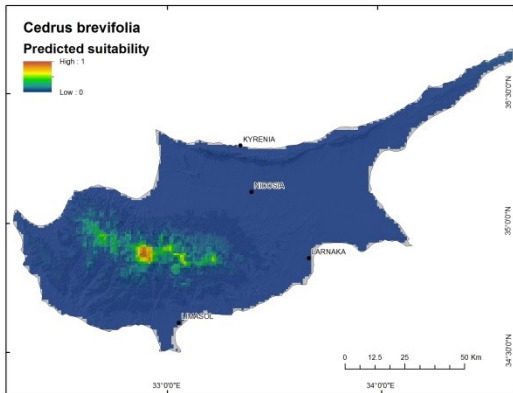 Cedrus brevifolia
Predicted suitability
High : 1
Low : 0
KYRENIA
NICOSIA
LARNAKA
LIMASOL
35°30'0"N
35°0'0"N
34°30'0"N
0 12.5 25 50 Km
33°0'0"E 34°0'0"E